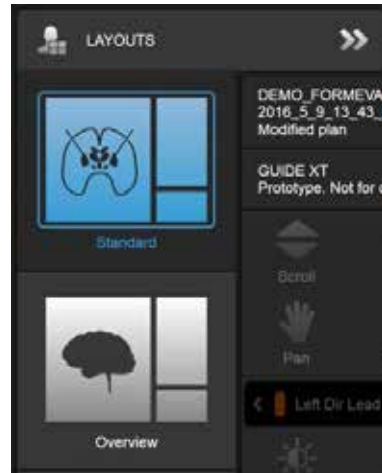 LAYOUTS
DEMO_FORMEVA
2016_5_9_13_43_
Modified plan
GUIDE XT
Prototype. Not for
Standard
Scroll
Pan
Left Dir Lead
Overview